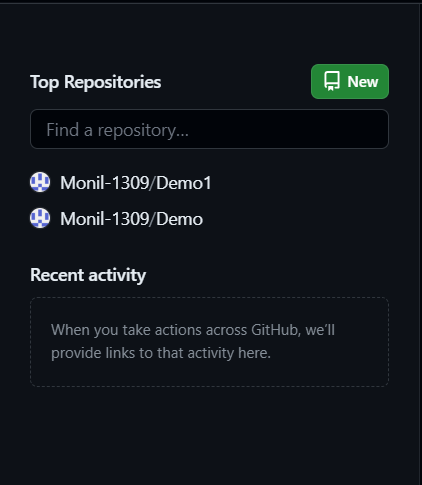 Top Repositories
New
Find a repository...
Monil-1309/Demo1
Monil-1309/Demo
Recent activity
When you take actions across GitHub, we’ll
provide links to that activity here.